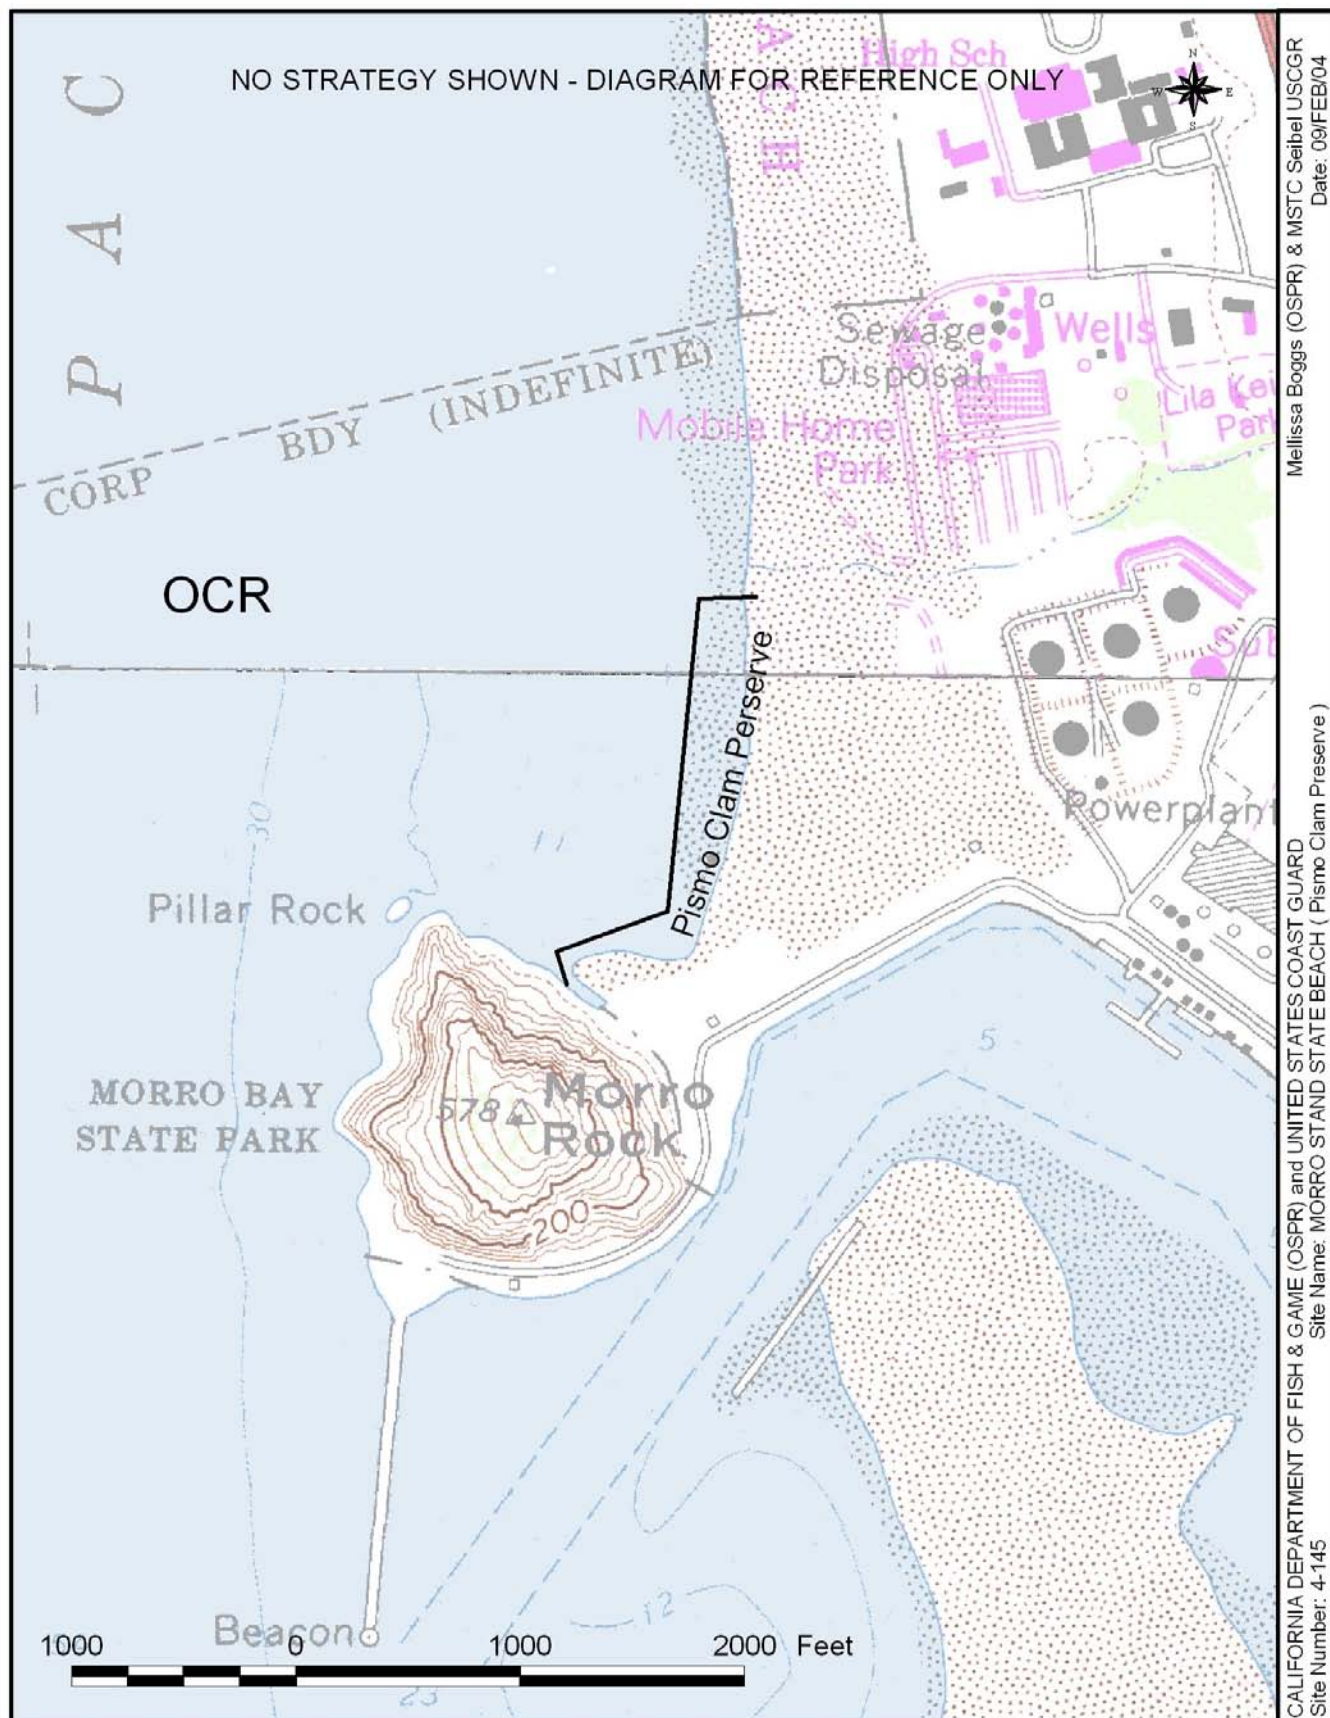 NO STRATEGY SHOWN - DIAGRAM FOR REFERENCE ONLY
P A C
A C H
High Sch
N
W E
S
Sewage
Disposal
Wells
Mobile Home
Park
Lila Kei
Park
CORP BDY (INDEFINITE)
OCR
Pismo Clam Perserve
Sub
Powerplant
30
11
Pillar Rock
5
MORRO BAY
STATE PARK
578
Morro
Rock
200
12
Beacon
23
1000 0 1000 2000 Feet
CALIFORNIA DEPARTMENT OF FISH & GAME (OSPR) and UNITED STATES COAST GUARD
Mellissa Boggs (OSPR) & MSTC Seibel USCGR
Site Number: 4-145
Site Name: MORRO STAND STATE BEACH ( Pismo Clam Preserve )
Date: 09/FEB/04